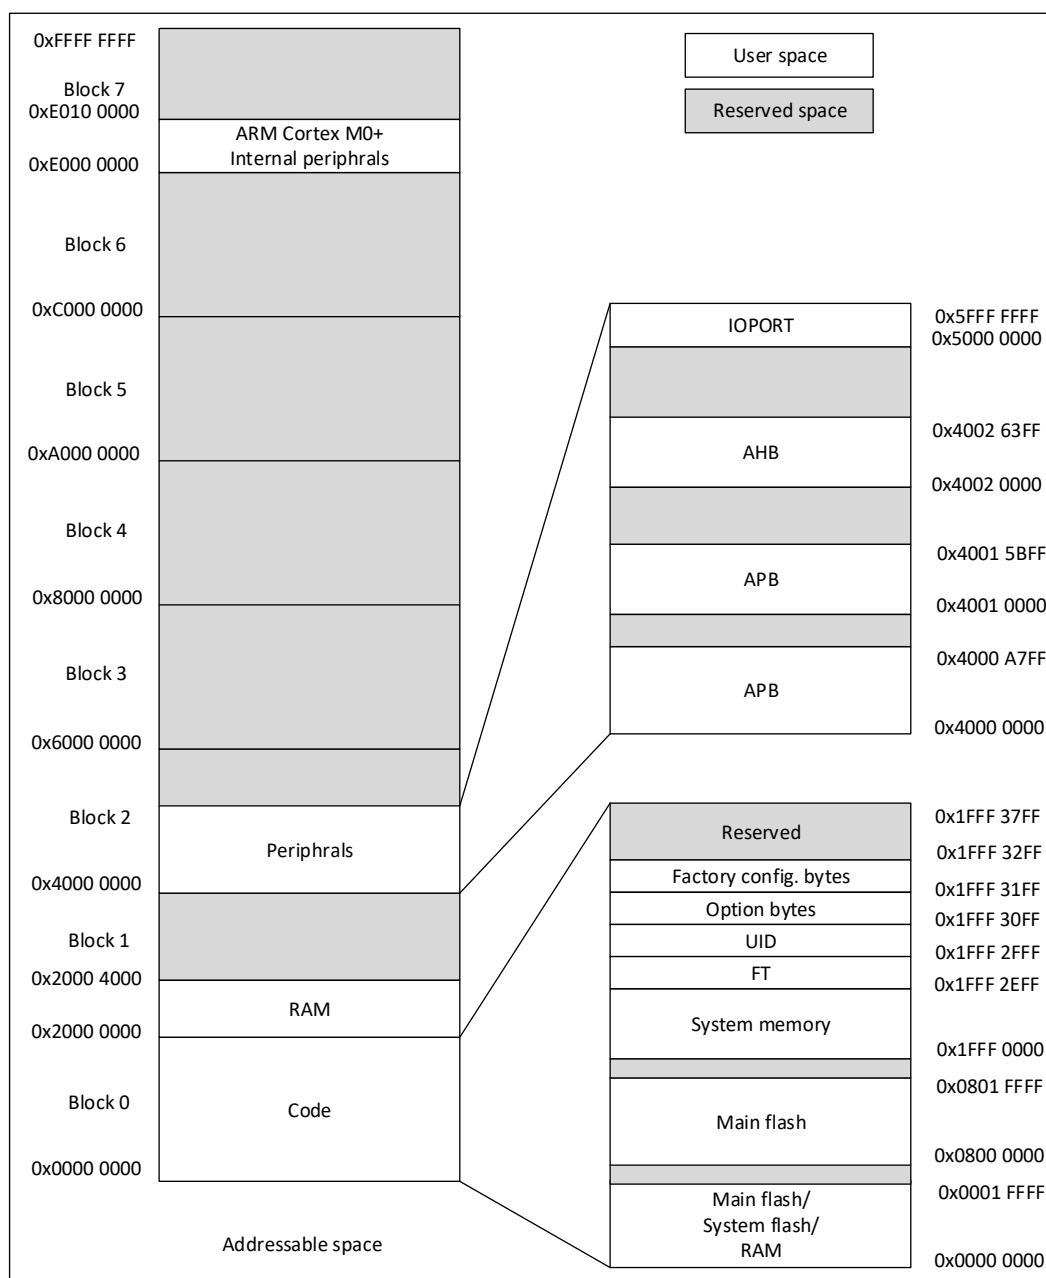 0xFFFF FFFF
Block 7
0xE010 0000
ARM Cortex M0+
Internal periphrals
0xE000 0000
Block 6
0xC000 0000
Block 5
0xA000 0000
Block 4
0x8000 0000
Block 3
0x6000 0000
Block 2
Periphrals
0x4000 0000
Block 1
0x2000 4000
RAM
0x2000 0000
Block 0
Code
0x0000 0000
Addressable space
User space
Reserved space
IOPORT
0x5FFF FFFF
0x5000 0000
AHB
0x4002 63FF
0x4002 0000
APB
0x4001 5BFF
0x4001 0000
APB
0x4000 A7FF
0x4000 0000
Reserved
0x1FFF 37FF
0x1FFF 32FF
Factory config. bytes
0x1FFF 31FF
Option bytes
0x1FFF 30FF
UID
0x1FFF 2FFF
FT
0x1FFF 2EFF
System memory
0x1FFF 0000
0x0801 FFFF
Main flash
0x0800 0000
0x0001 FFFF
Main flash/
System flash/
RAM
0x0000 0000